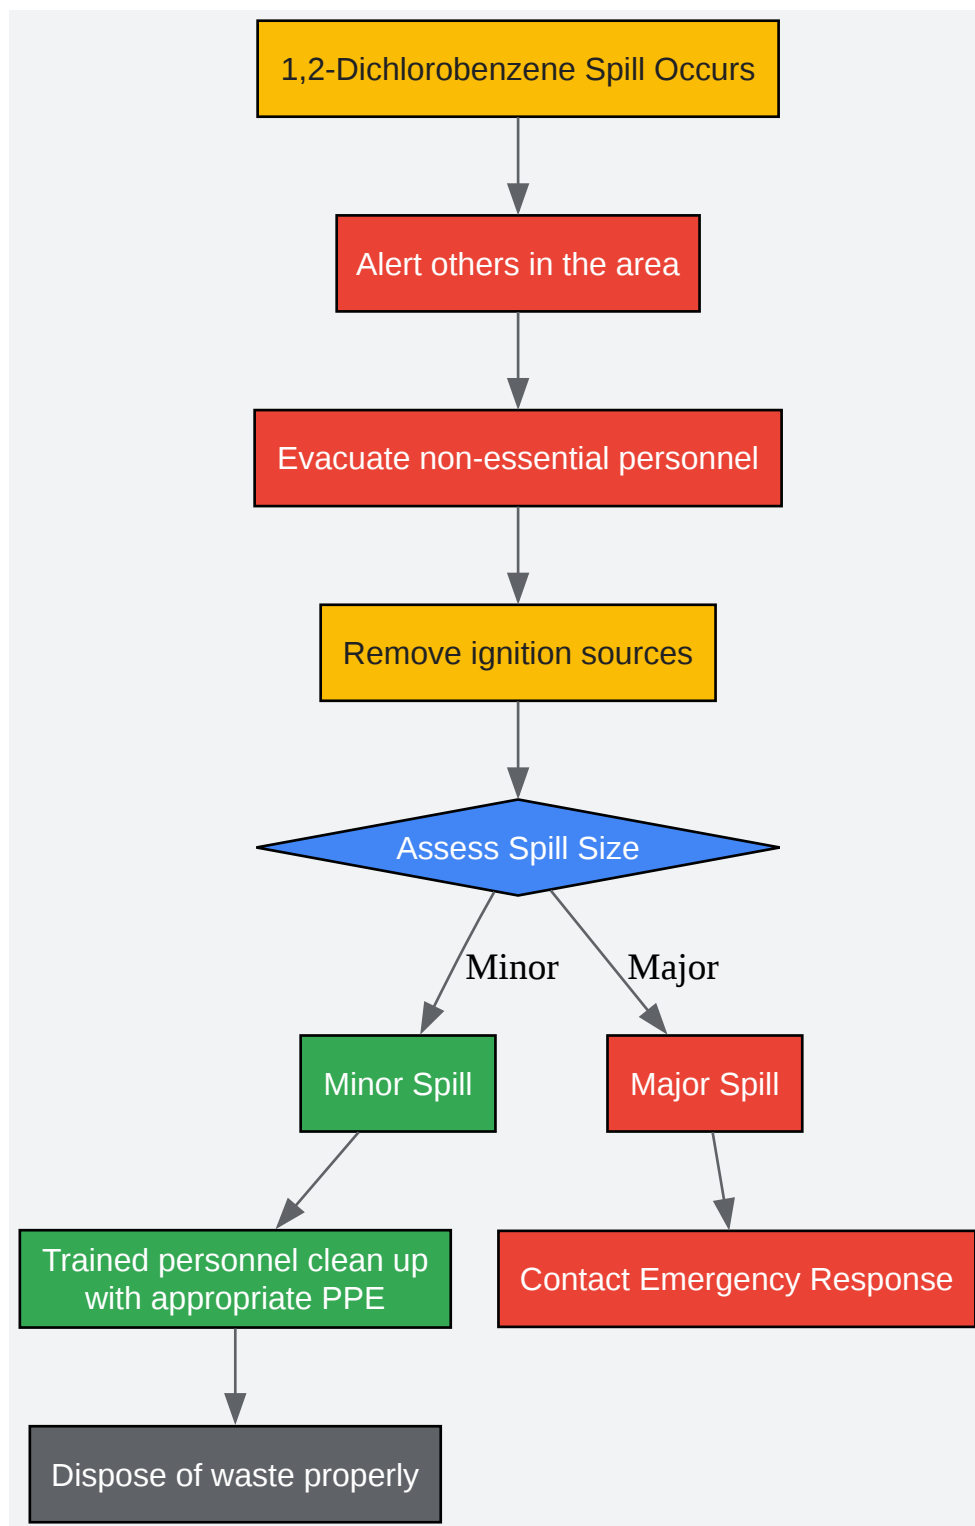 1,2-Dichlorobenzene Spill Occurs
Alert others in the area
Evacuate non-essential personnel
Remove ignition sources
Assess Spill Size
Minor
Major
Minor Spill
Major Spill
Trained personnel clean up
with appropriate PPE
Contact Emergency Response
Dispose of waste properly